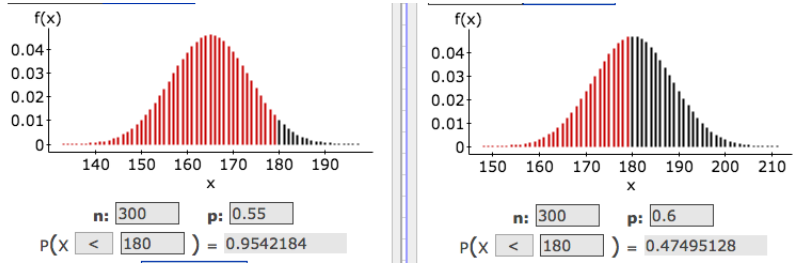 f(x)
0.04
0.03
0.02
0.01
0
140 150 160 170 180 190
x
n: 300 p: 0.55
P(X < 180 ) = 0.9542184
f(x)
0.04
0.03
0.02
0.01
0
150 160 170 180 190 200 210
x
n: 300 p: 0.6
P(X < 180 ) = 0.47495128